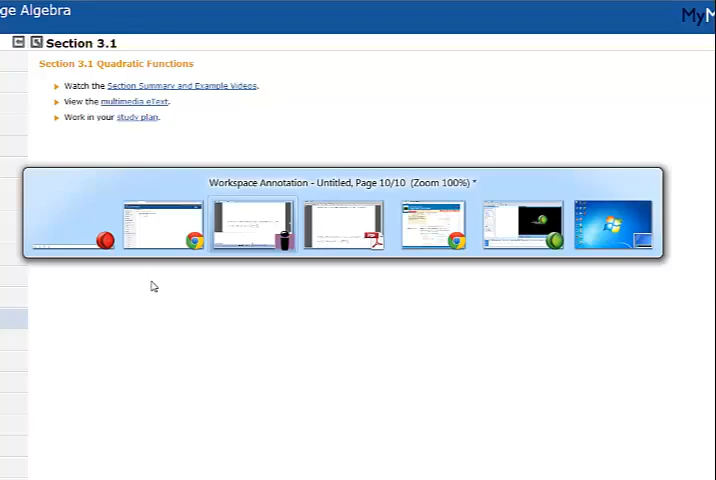 ge Algebra
MyM
Section 3.1
Section 3.1 Quadratic Functions
Watch the Section Summary and Example Videos.
View the multimedia eText.
Work in your study plan.
Workspace Annotation - Untitled, Page 10/10 (Zoom 100%) *